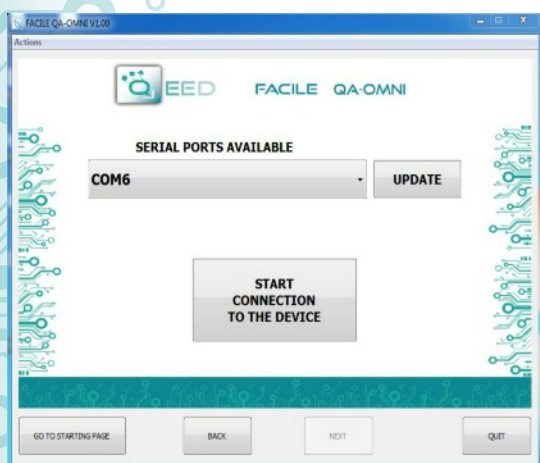 FACILE QA-OMNI V1.00
Actions
QEED FACILE QA-OMNI
SERIAL PORTS AVAILABLE
COM6 UPDATE
START
CONNECTION
TO THE DEVICE
GO TO STARTING PAGE BACK NEXT QUIT